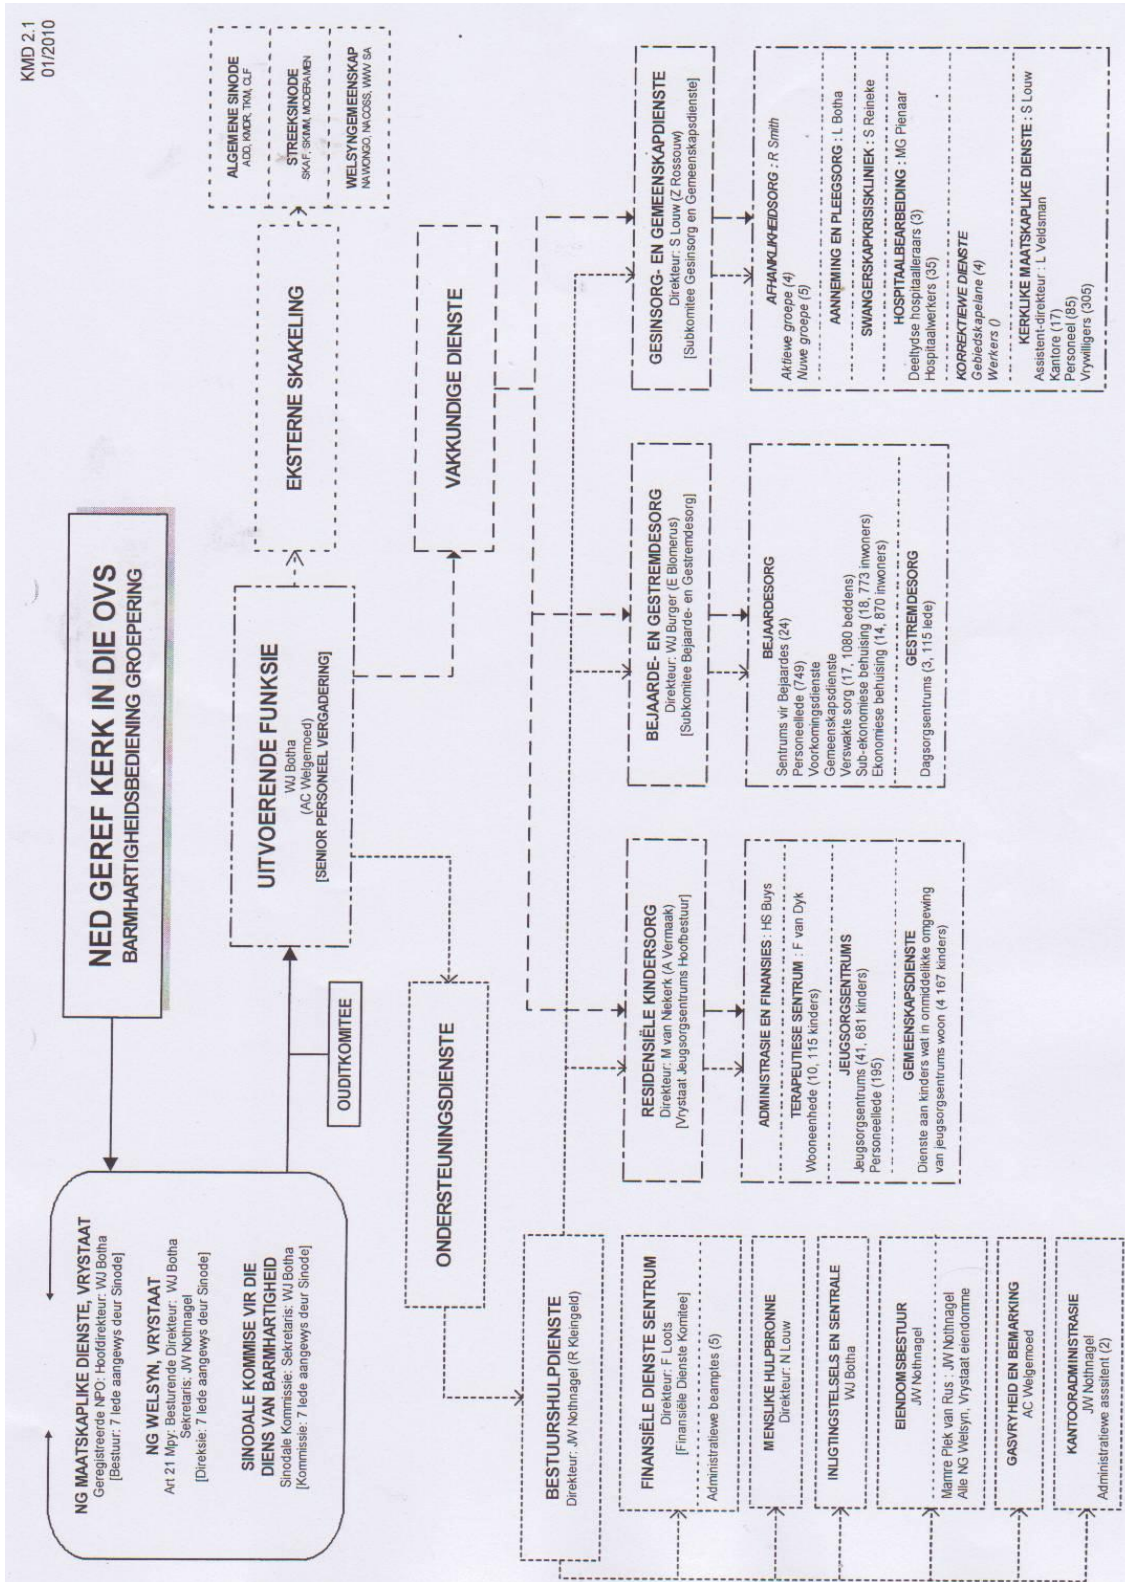 KMD 2.1
01/2010
NED GEREF KERK IN DIE OVS
BARMHARTIGHEIDSBEDIENING GROEPERING
NG MAATSKAPLIKE DIENSTE, VRYSTAAT
Geregistreerde NPO: Hoofdirekteur: WJ Botha
[Bestuur: 7 lede aangewys deur Sinode]
NG WELSYN, VRYSTAAT
Art 21 Mpy: Besturende Direkteur: WJ Botha
Sekretaris: JW Nothnagel
[Direksie: 7 lede aangewys deur Sinode]
SINODALE KOMMISE VIR DIE
DIENS VAN BARMHARTIGHEID
Sinodale Kommissie: Sekretaris: WJ Botha
[Kommissie: 7 lede aangewys deur Sinode]
OUDITKOMITEE
UITVOERENDE FUNKSIE
WJ Botha
(AC Welgemoed)
[SENIOR PERSONEEL VERGADERING]
EKSTERNE SKAKELING
ALGEMENE SINODE
ADD, KMDR, TKM, CLF
STREEKSINODE
SKAF, SKIMM, MODERAMEN
WELSYNGEMEENSKAP
NAWONGO, NACOSS, WWV SA
ONDERSTEUNINGSDIENSTE
VAKKUNDIGE DIENSTE
BESTUURSHULPDIENSTE
Direkteur: JW Nothnagel (R Kleingeld)
FINANSIËLE DIENSTE SENTRUM
Direkteur: F Loots
[Finansiële Dienste Komitee]
Administratiewe beamptes (5)
MENSLIKE HULPBRONNE
Direkteur: N Louw
INLIGTINGSTELSELS EN SENTRALE
WJ Botha
EIENDOMSBESTUUR
JW Nothnagel
Mamre Plek van Rus : JW Nothnagel
Alle NG Welsyn, Vrystaat eiendomme
GASVRYHEID EN BEMARKING
AC Welgemoed
KANTOORADMINISTRASIE
JW Nothnagel
Administratiewe asssitent (2)
RESIDENSIËLE KINDERSORG
Direkteur: M van Niekerk (A Vermaak)
[Vrystaat Jeugsorgsentrums Hoofbestuur]
ADMINISTRASIE EN FINANSIES : HS Buys
TERAPEUTIESE SENTRUM : F van Dyk
Wooneenhede (10, 115 kinders)
JEUGSORGSENTRUMS
Jeugsorgsentrums (41, 681 kinders)
Personeellede (195)
GEMEENSKAPSDIENSTE
Dienste aan kinders wat in onmiddelikke omgewing
van jeugsorgsentrums woon (4 167 kinders)
BEJAARDE- EN GESTREMDESORG
Direkteur: WJ Burger (E Blomerus)
[Subkomitee Bejaarde- en Gestremdesorg]
BEJAARDESORG
Sentrums vir Bejaardes (24)
Personeellede (749)
Voorkomingsdienste
Gemeenskapsdienste
Verswakte sorg (17, 1080 beddens)
Sub-ekonomiese behuising (18, 773 inwoners)
Ekonomiese behuising (14, 870 inwoners)
GESTREMDESORG
Dagsorgsentrums (3, 115 lede)
GESINSORG- EN GEMEENSKAPDIENSTE
Direkteur: S Louw (Z Rossouw)
[Subkomitee Gesinsorg en Gemeenskapsdienste]
AFHANKLIKHEIDSORG : R Smith
Aktiewe groepe (4)
Nuwe groepe (5)
AANNEMING EN PLEEGSORG : L Botha
SWANGERSKAPKRISISKLINIEK : S Reineke
HOSPITAALBEARBEIDING : MG Pienaar
Deeltydse hospitaalleraars (3)
Hospitaalwerkers (35)
KORREKTIEWE DIENSTE
Gebiedskapelane (4)
Werkers ()
KERKLIKE MAATSKAPLIKE DIENSTE : S Louw
Assistent-direkteur : L Veldsman
Kantore (17)
Personeel (85)
Vrywilligers (305)